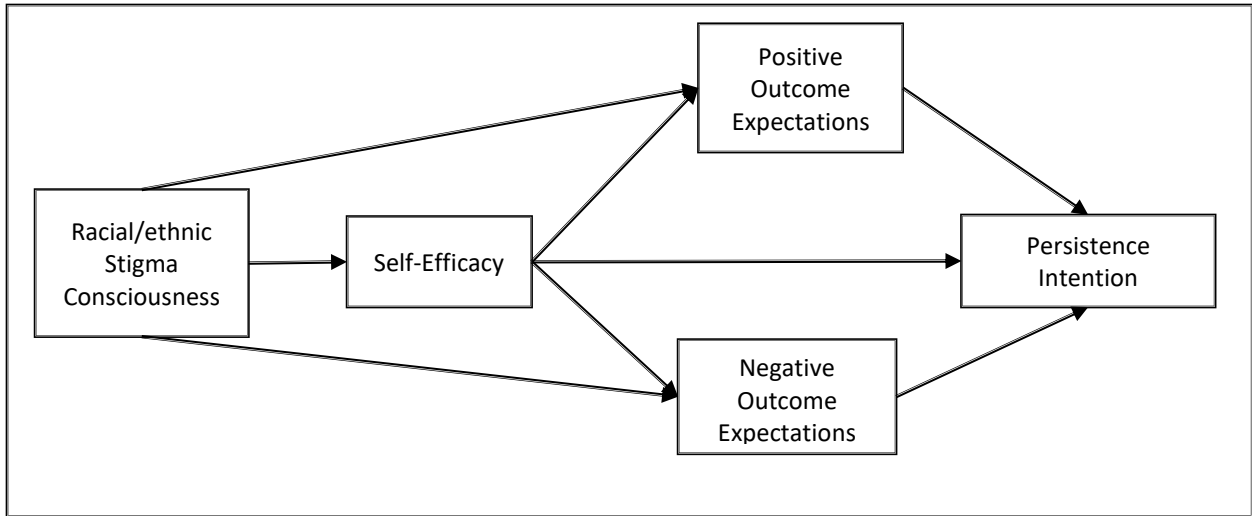 Positive
Outcome
Expectations
Racial/ethnic
Stigma
Consciousness
Self-Efficacy
Persistence
Intention
Negative
Outcome
Expectations